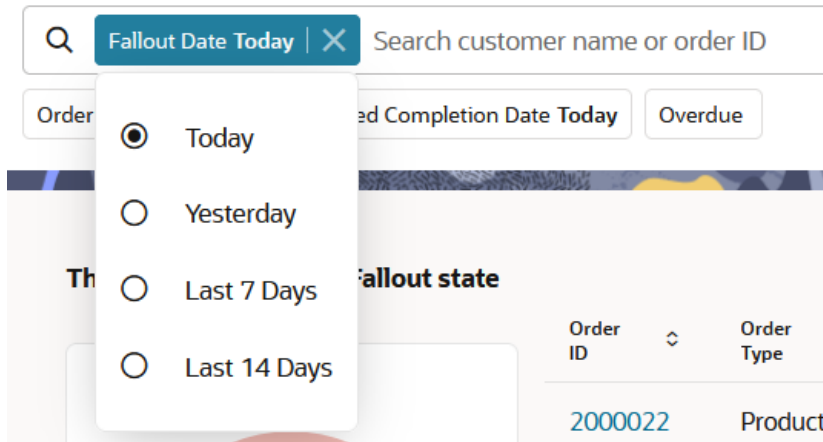 Fallout Date Today Search customer name or order ID
Order ed Completion Date Today Overdue
Today
Yesterday
Last 7 Days
Last 14 Days
Th Fallout state
Order ID
Order Type
2000022 Product